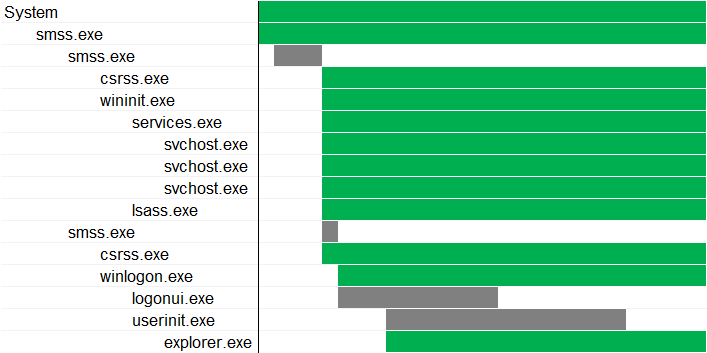 System
smss.exe
smss.exe
csrss.exe
wininit.exe
services.exe
svchost.exe
svchost.exe
svchost.exe
lsass.exe
smss.exe
csrss.exe
winlogon.exe
logonui.exe
userinit.exe
explorer.exe